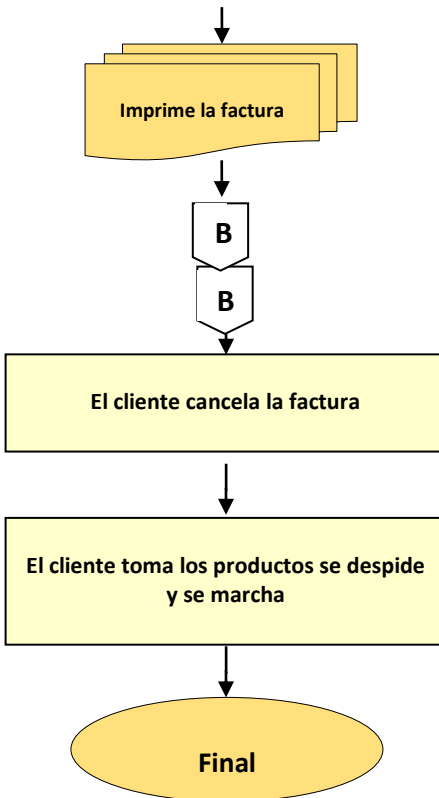 Imprime la factura
B
B
El cliente cancela la factura
El cliente toma los productos se despide
y se marcha
Final